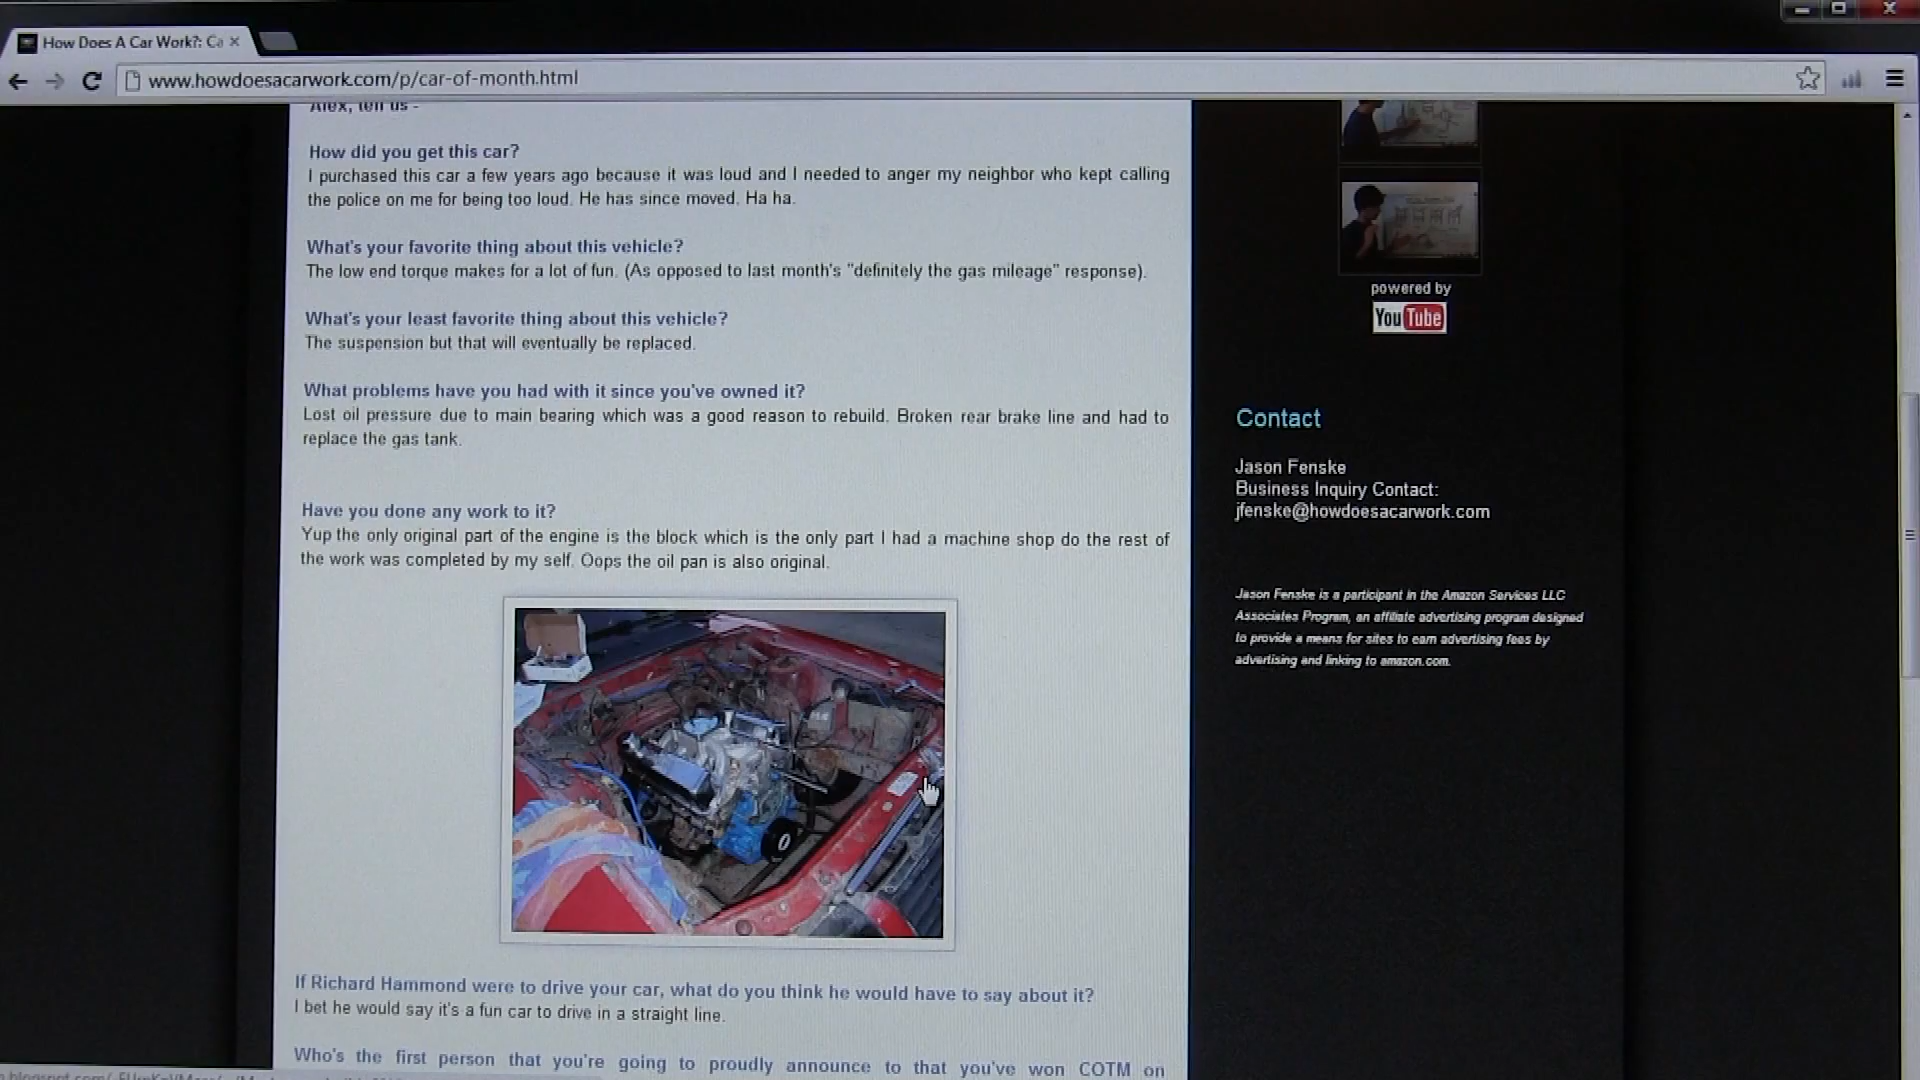 How Does A Car Work?: Ca
www.howdoesacarwork.com/p/car-of-month.html
Alex, tell us -
How did you get this car?
I purchased this car a few years ago because it was loud and I needed to anger my neighbor who kept calling
the police on me for being too loud. He has since moved. Ha ha.
What's your favorite thing about this vehicle?
The low end torque makes for a lot of fun. (As opposed to last month's "definitely the gas mileage" response).
What's your least favorite thing about this vehicle?
The suspension but that will eventually be replaced.
What problems have you had with it since you've owned it?
Lost oil pressure due to main bearing which was a good reason to rebuild. Broken rear brake line and had to
replace the gas tank.
Have you done any work to it?
Yup the only original part of the engine is the block which is the only part I had a machine shop do the rest of
the work was completed by my self. Oops the oil pan is also original.
If Richard Hammond were to drive your car, what do you think he would have to say about it?
I bet he would say it's a fun car to drive in a straight line.
Who's the first person that you're going to proudly announce to that you've won COTM on
powered by
YouTube
Contact
Jason Fenske
Business Inquiry Contact:
jfenske@howdoesacarwork.com
Jason Fenske is a participant in the Amazon Services LLC
Associates Program, an affiliate advertising program designed
to provide a means for sites to earn advertising fees by
advertising and linking to amazon.com.